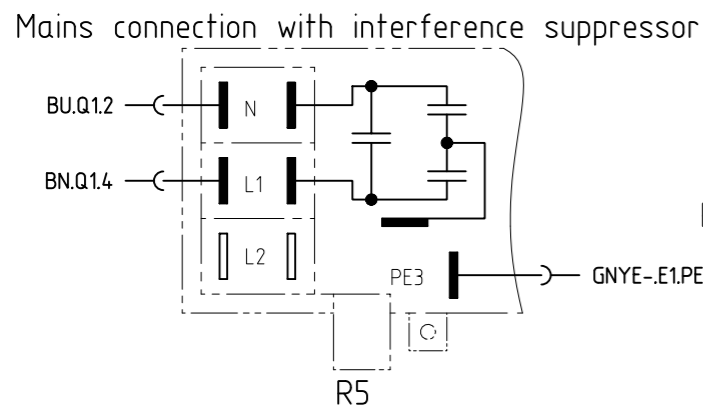 Mains connection with interference suppressor
BU.Q1.2
N
BN.Q1.4
L1
L2
PE3
GNYE-.E1.PE
R5